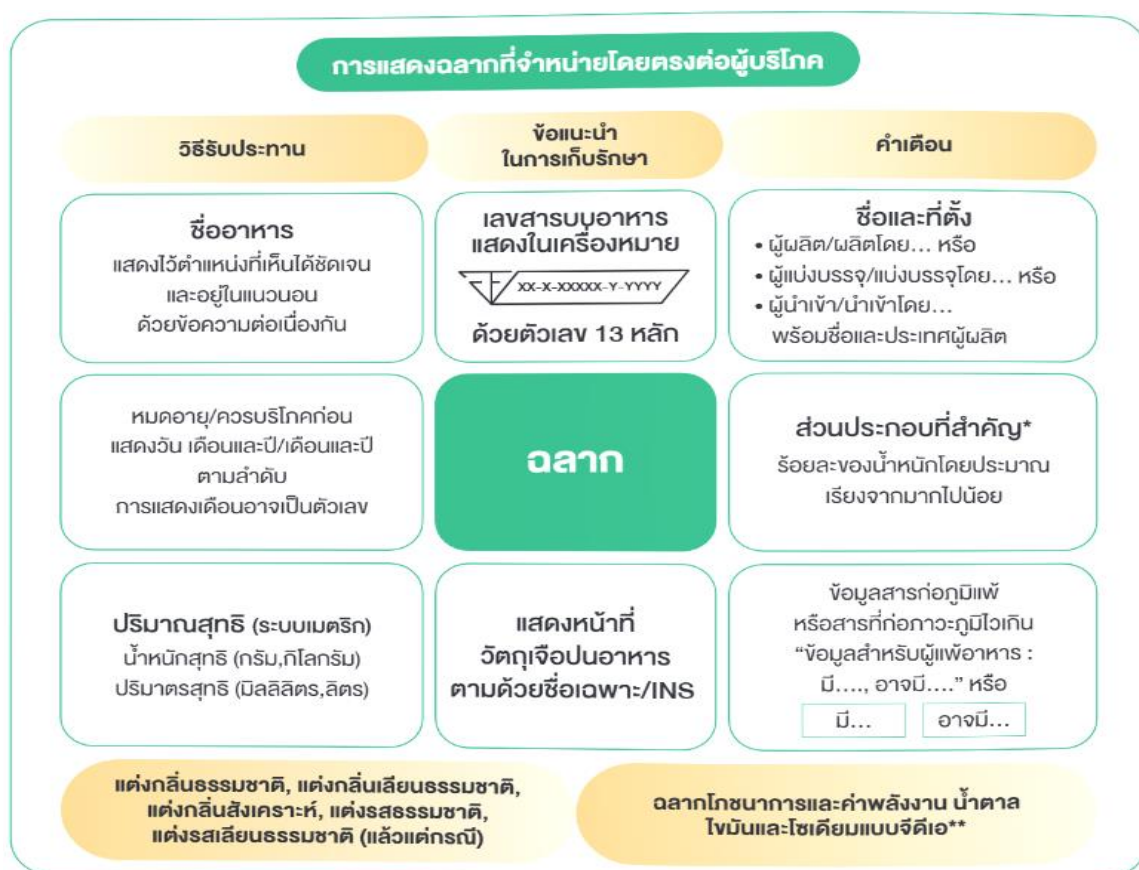 การแสดงฉลากที่จำหน่ายโดยตรงต่อผู้บริโภค
วิธีรับประทาน
ข้อแนะนำ
ในการเก็บรักษา
คำเตือน
ชื่ออาหาร
แสดงไว้ตำแหน่งที่เห็นได้ชัดเจน
และอยู่ในแนวนอน
ด้วยข้อความต่อเนื่องกัน
เลขสารบบอาหาร
แสดงในเครื่องหมาย
XX-X-XXXXX-Y-YYYY
ด้วยตัวเลข 13 หลัก
ชื่อและที่ตั้ง
• ผู้ผลิต/ผลิตโดย... หรือ
• ผู้แบ่งบรรจุ/แบ่งบรรจุโดย... หรือ
• ผู้นำเข้า/นำเข้าโดย...
พร้อมชื่อและประเทศผู้ผลิต
หมดอายุ/ควรบริโภคก่อน
แสดงวัน เดือนและปี/เดือนและปี
ตามลำดับ
การแสดงเดือนอาจเป็นตัวเลข
ฉลาก
ส่วนประกอบที่สำคัญ*
ร้อยละของน้ำหนักโดยประมาณ
เรียงจากมากไปน้อย
ปริมาณสุทธิ (ระบบเมตริก)
น้ำหนักสุทธิ (กรัม,กิโลกรัม)
ปริมาตรสุทธิ (มิลลิลิตร,ลิตร)
แสดงหน้าที่
วัตถุเจือปนอาหาร
ตามด้วยชื่อเฉพาะ/INS
ข้อมูลสารก่อภูมิแพ้
หรือสารที่ก่อภาวะภูมิไวเกิน
“ข้อมูลสำหรับผู้แพ้อาหาร :
มี...., อาจมี....” หรือ
มี...
อาจมี...
แต่งกลิ่นธรรมชาติ, แต่งกลิ่นเลียนธรรมชาติ,
แต่งกลิ่นสังเคราะห์, แต่งรสธรรมชาติ,
แต่งรสเลียนธรรมชาติ (แล้วแต่กรณี)
ฉลากโภชนาการและค่าพลังงาน น้ำตาล
ไขมันและโซเดียมแบบจีดีเอ**